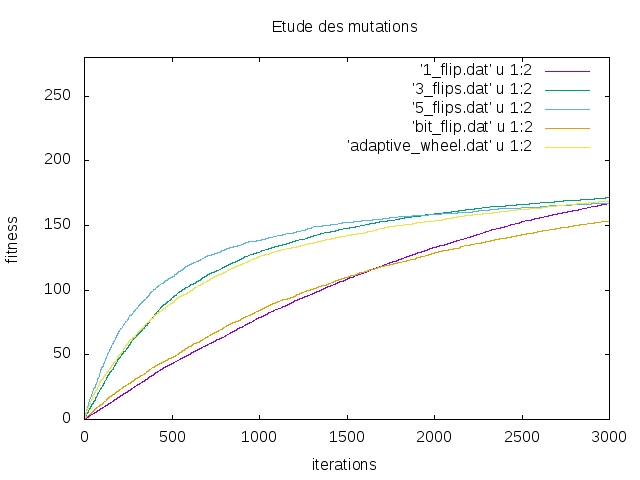 Etude des mutations
'1_flip.dat' u 1:2
'3_flips.dat' u 1:2
'5_flips.dat' u 1:2
'bit_flip.dat' u 1:2
'adaptive_wheel.dat' u 1:2
250
200
150
100
50
0
fitness
0 500 1000 1500 2000 2500 3000
iterations